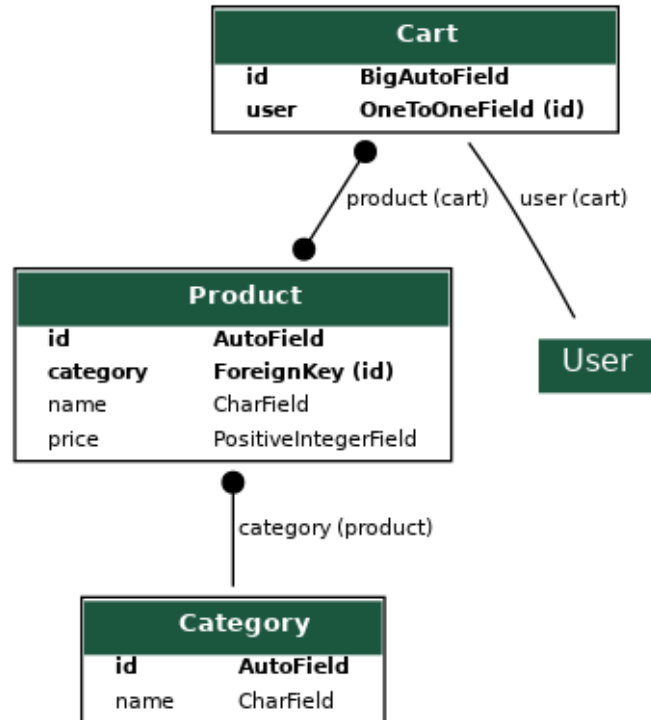 Cart
id BigAutoField
user OneToOneField (id)
product (cart) user (cart)
Product
id AutoField
category ForeignKey (id)
name CharField
price PositiveIntegerField
User
category (product)
Category
id AutoField
name CharField